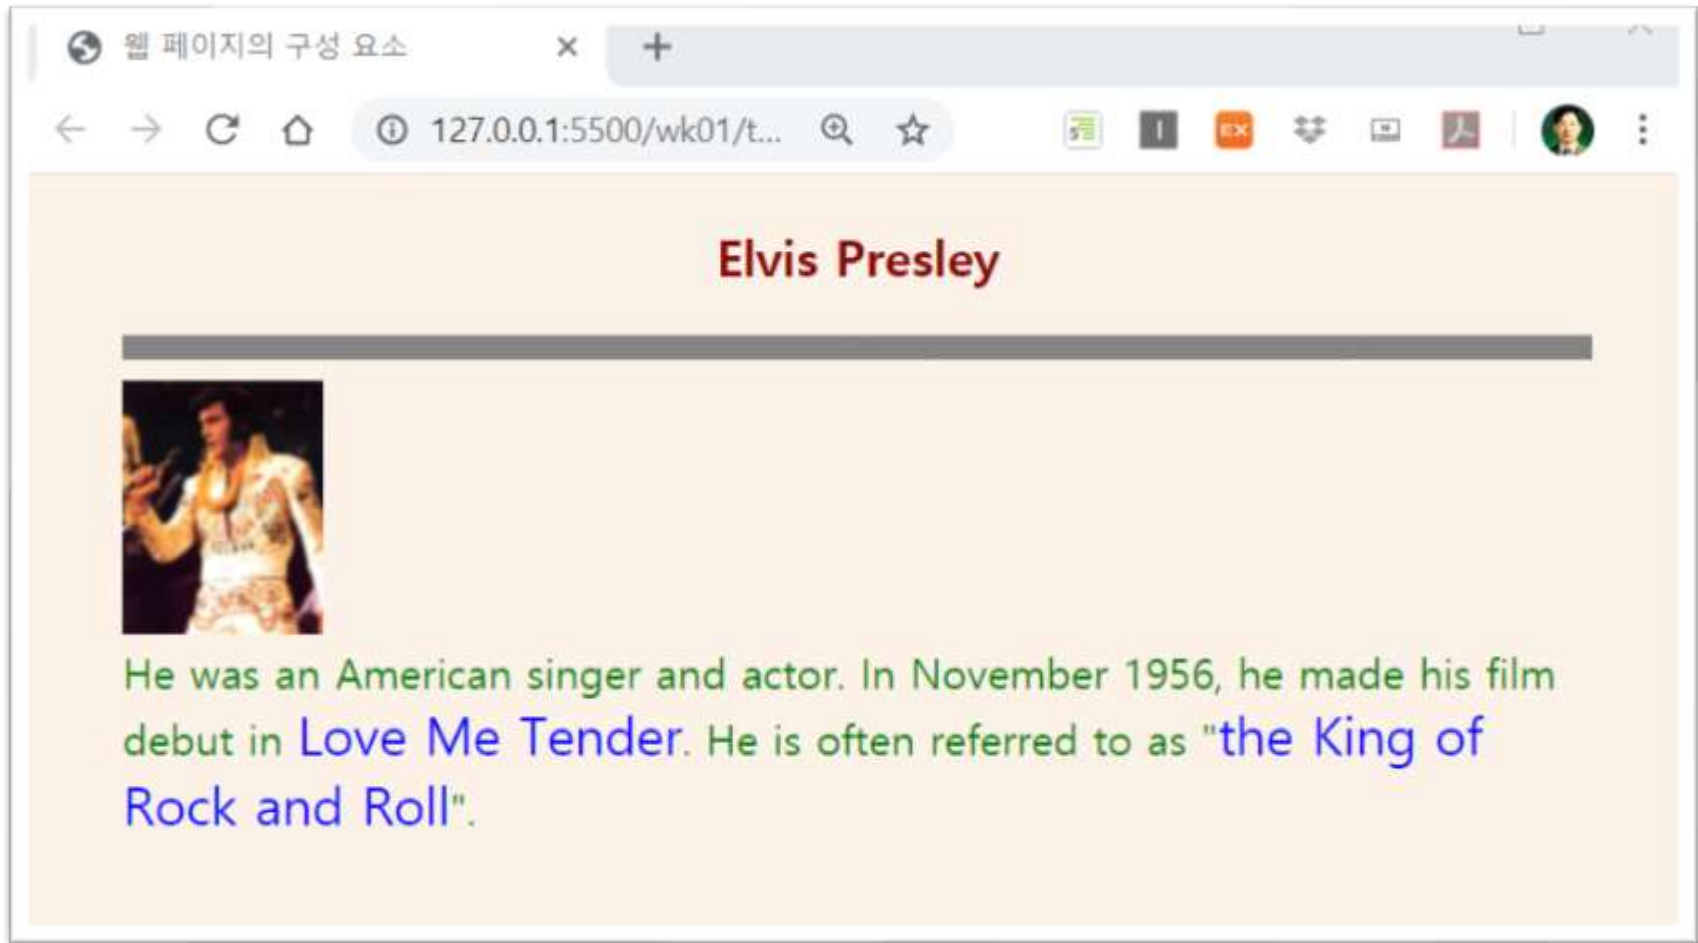 웹 페이지의 구성 요소
127.0.0.1:5500/wk01/t...
EX
Elvis Presley
He was an American singer and actor. In November 1956, he made his film
debut in Love Me Tender. He is often referred to as "the King of
Rock and Roll".